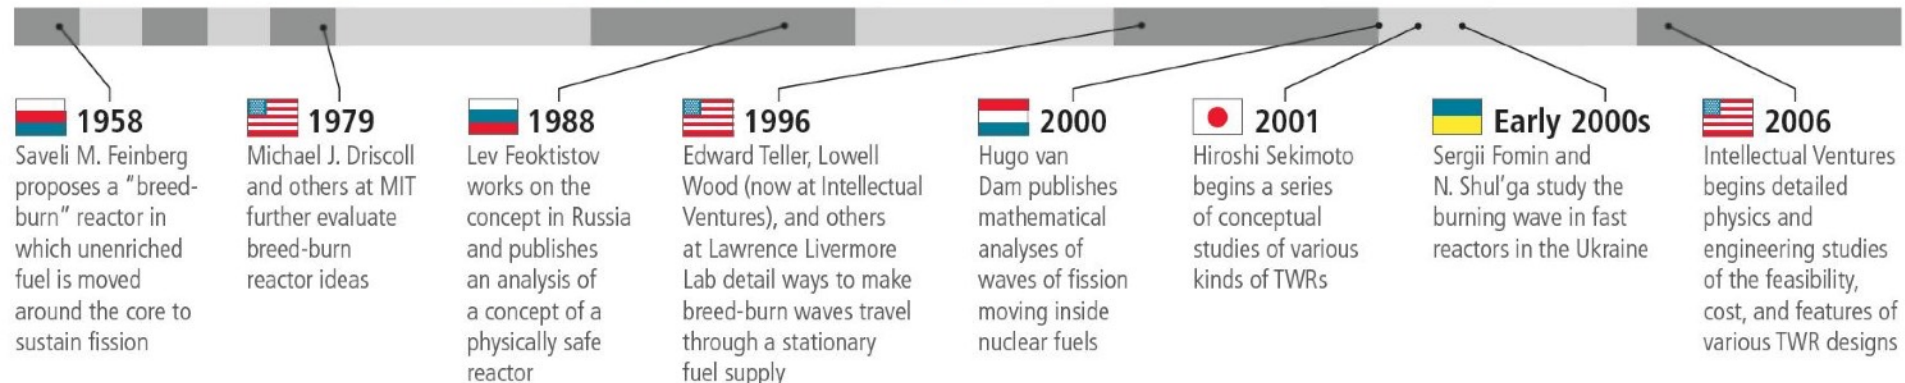 1958
Saveli M. Feinberg
proposes a “breed-
burn” reactor in
which unenriched
fuel is moved
around the core to
sustain fission
1979
Michael J. Driscoll
and others at MIT
further evaluate
breed-burn
reactor ideas
1988
Lev Feoktistov
works on the
concept in Russia
and publishes
an analysis of
a concept of a
physically safe
reactor
1996
Edward Teller, Lowell
Wood (now at Intellectual
Ventures), and others
at Lawrence Livermore
Lab detail ways to make
breed-burn waves travel
through a stationary
fuel supply
2000
Hugo van
Dam publishes
mathematical
analyses of
waves of fission
moving inside
nuclear fuels
2001
Hiroshi Sekimoto
begins a series
of conceptual
studies of various
kinds of TWRs
Early 2000s
Sergii Fomin and
N. Shul’ga study the
burning wave in fast
reactors in the Ukraine
2006
Intellectual Ventures
begins detailed
physics and
engineering studies
of the feasibility,
cost, and features of
various TWR designs